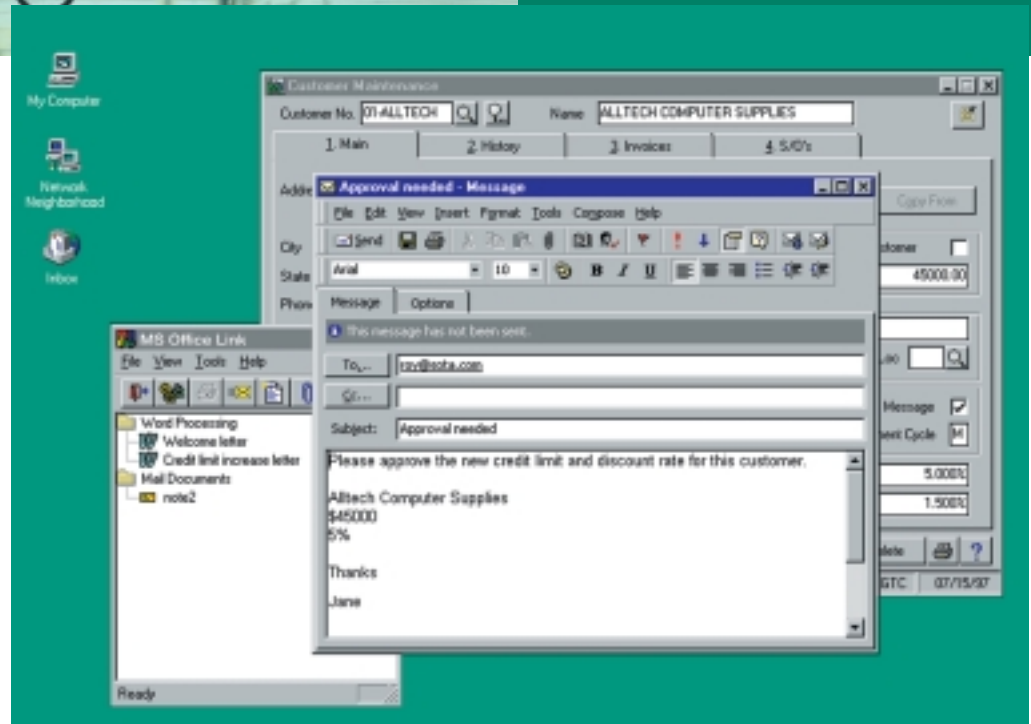 My Computer
Network
Neighborhood
Inbox
Customer Maintenance
Customer No. 01-ALLTECH Name ALLTECH COMPUTER SUPPLIES
1. Main 2. History 3. Invoices 4. S/O's
Copy From
City
State 45000.00
Message
5.000%
1.500%
GTC 07/15/97
Approval needed - Message
File Edit View Insert Format Tools Compose Help
Send
Arial 10 B I U
Message Options
This message has not been sent.
To... roy@sota.com
Cc...
Subject: Approval needed
Please approve the new credit limit and discount rate for this customer.
Alltech Computer Supplies
$45000
5%
Thanks
Jane
MS Office Link
File View Tools Help
Word Processing
Welcome letter
Credit limit increase letter
Mail Documents
note2
Ready